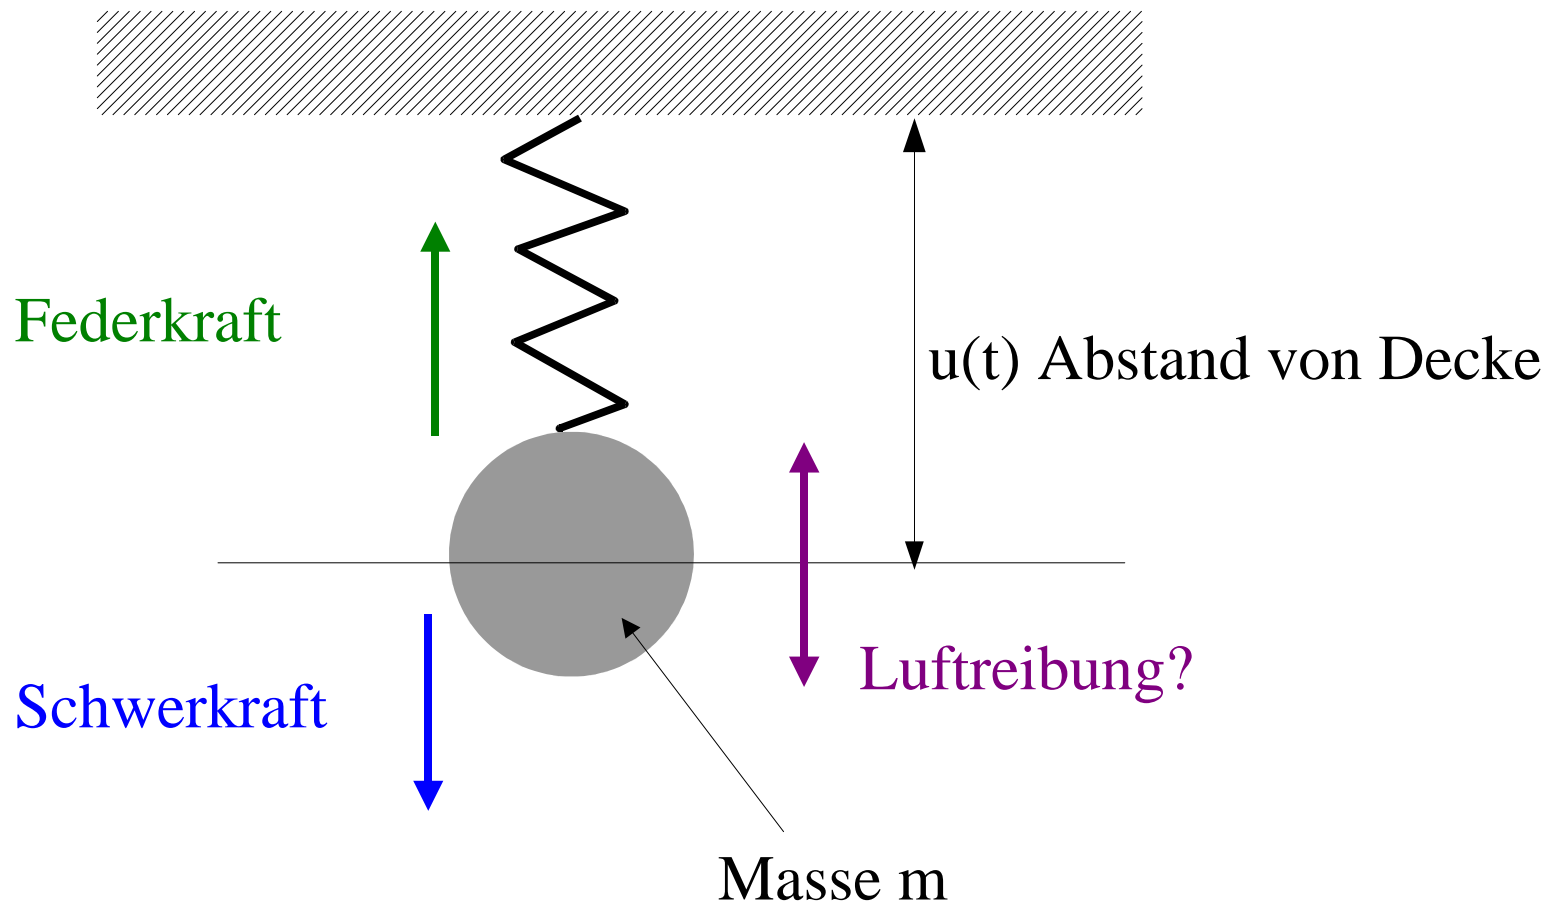 Federkraft
u(t) Abstand von Decke
Luftreibung?
Schwerkraft
Masse m